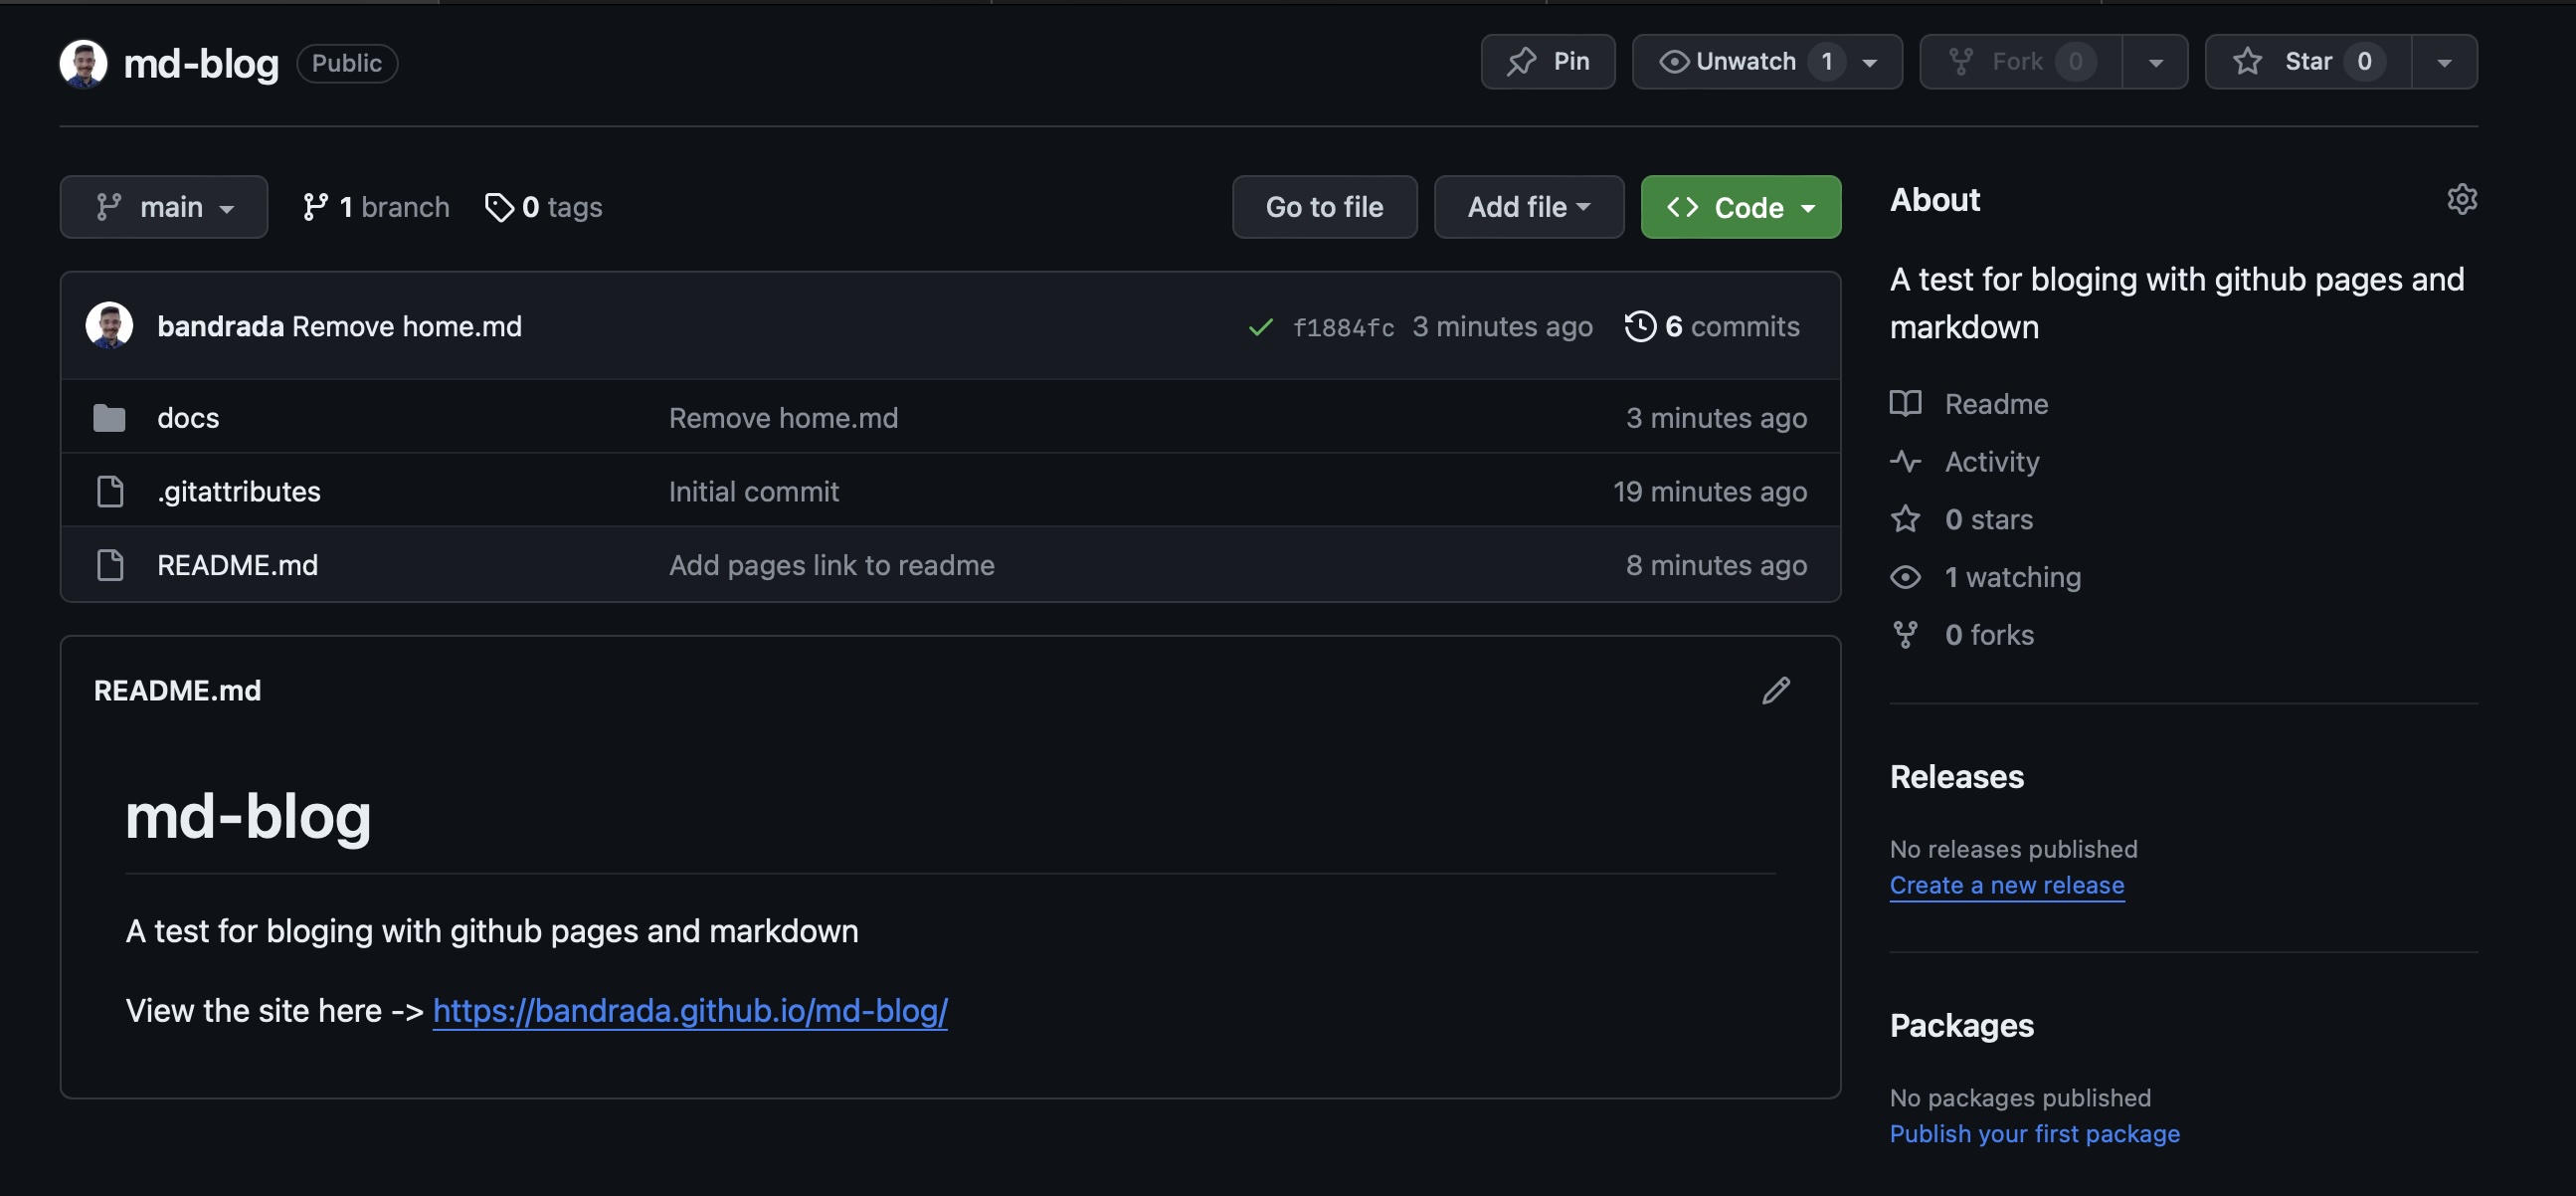 md-blog Public Pin Unwatch 1 Fork 0 Star 0
main 1 branch 0 tags Go to file Add file Code
bandrada Remove home.md f1884fc 3 minutes ago 6 commits
docs Remove home.md 3 minutes ago
.gitattributes Initial commit 19 minutes ago
README.md Add pages link to readme 8 minutes ago
README.md
md-blog
A test for bloging with github pages and markdown
View the site here -> https://bandrada.github.io/md-blog/
About
A test for bloging with github pages and
markdown
Readme
Activity
0 stars
1 watching
0 forks
Releases
No releases published
Create a new release
Packages
No packages published
Publish your first package